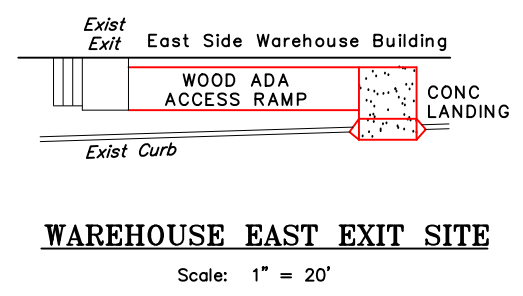 Exist
Exit
East Side Warehouse Building
WOOD ADA
ACCESS RAMP
CONC
LANDING
Exist Curb
WAREHOUSE EAST EXIT SITE
Scale: 1" = 20'